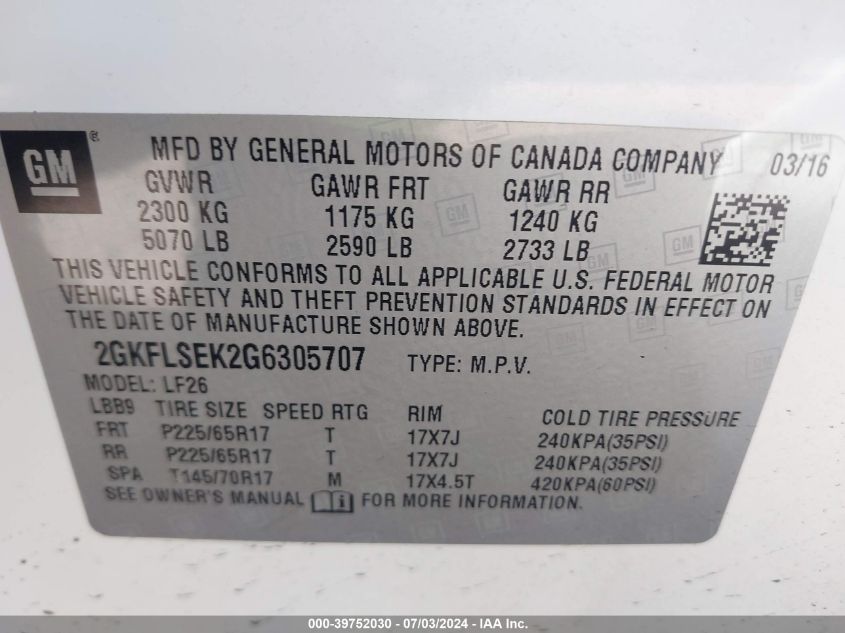 GM ®
MFD BY GENERAL MOTORS OF CANADA COMPANY 03/16
GVWR GAWR FRT GAWR RR
2300 KG 1175 KG 1240 KG
5070 LB 2590 LB 2733 LB
THIS VEHICLE CONFORMS TO ALL APPLICABLE U.S. FEDERAL MOTOR
VEHICLE SAFETY AND THEFT PREVENTION STANDARDS IN EFFECT ON
THE DATE OF MANUFACTURE SHOWN ABOVE.
2GKFLSEK2G6305707 TYPE: M.P.V.
MODEL: LF26
LBB9 TIRE SIZE SPEED RTG RIM COLD TIRE PRESSURE
FRT P225/65R17 T 17X7J 240KPA(35PSI)
RR P225/65R17 T 17X7J 240KPA(35PSI)
SPA T145/70R17 M 17X4.5T 420KPA(60PSI)
SEE OWNER'S MANUAL FOR MORE INFORMATION.
000-39752030 - 07/03/2024 - IAA Inc.